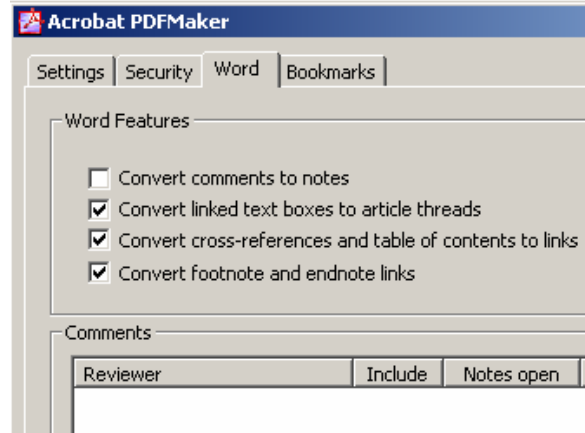 Acrobat PDFMaker
Settings Security Word Bookmarks
Word Features
Convert comments to notes
Convert linked text boxes to article threads
Convert cross-references and table of contents to links
Convert footnote and endnote links
Comments
Reviewer Include Notes open